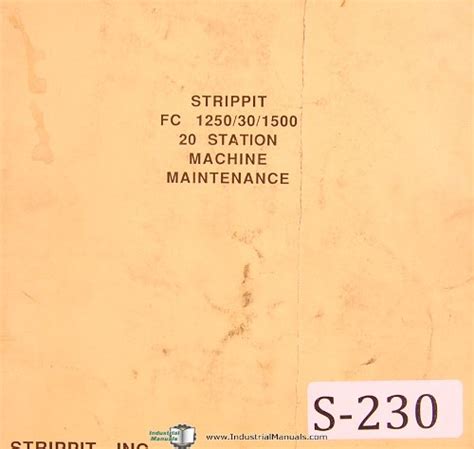 STRIPPIT
FC 1250/30/1500
20 STATION
MACHINE
MAINTENANCE
S-230
Industrial
Manuals
www.IndustrialManuals.com
STRIPPIT, INC.